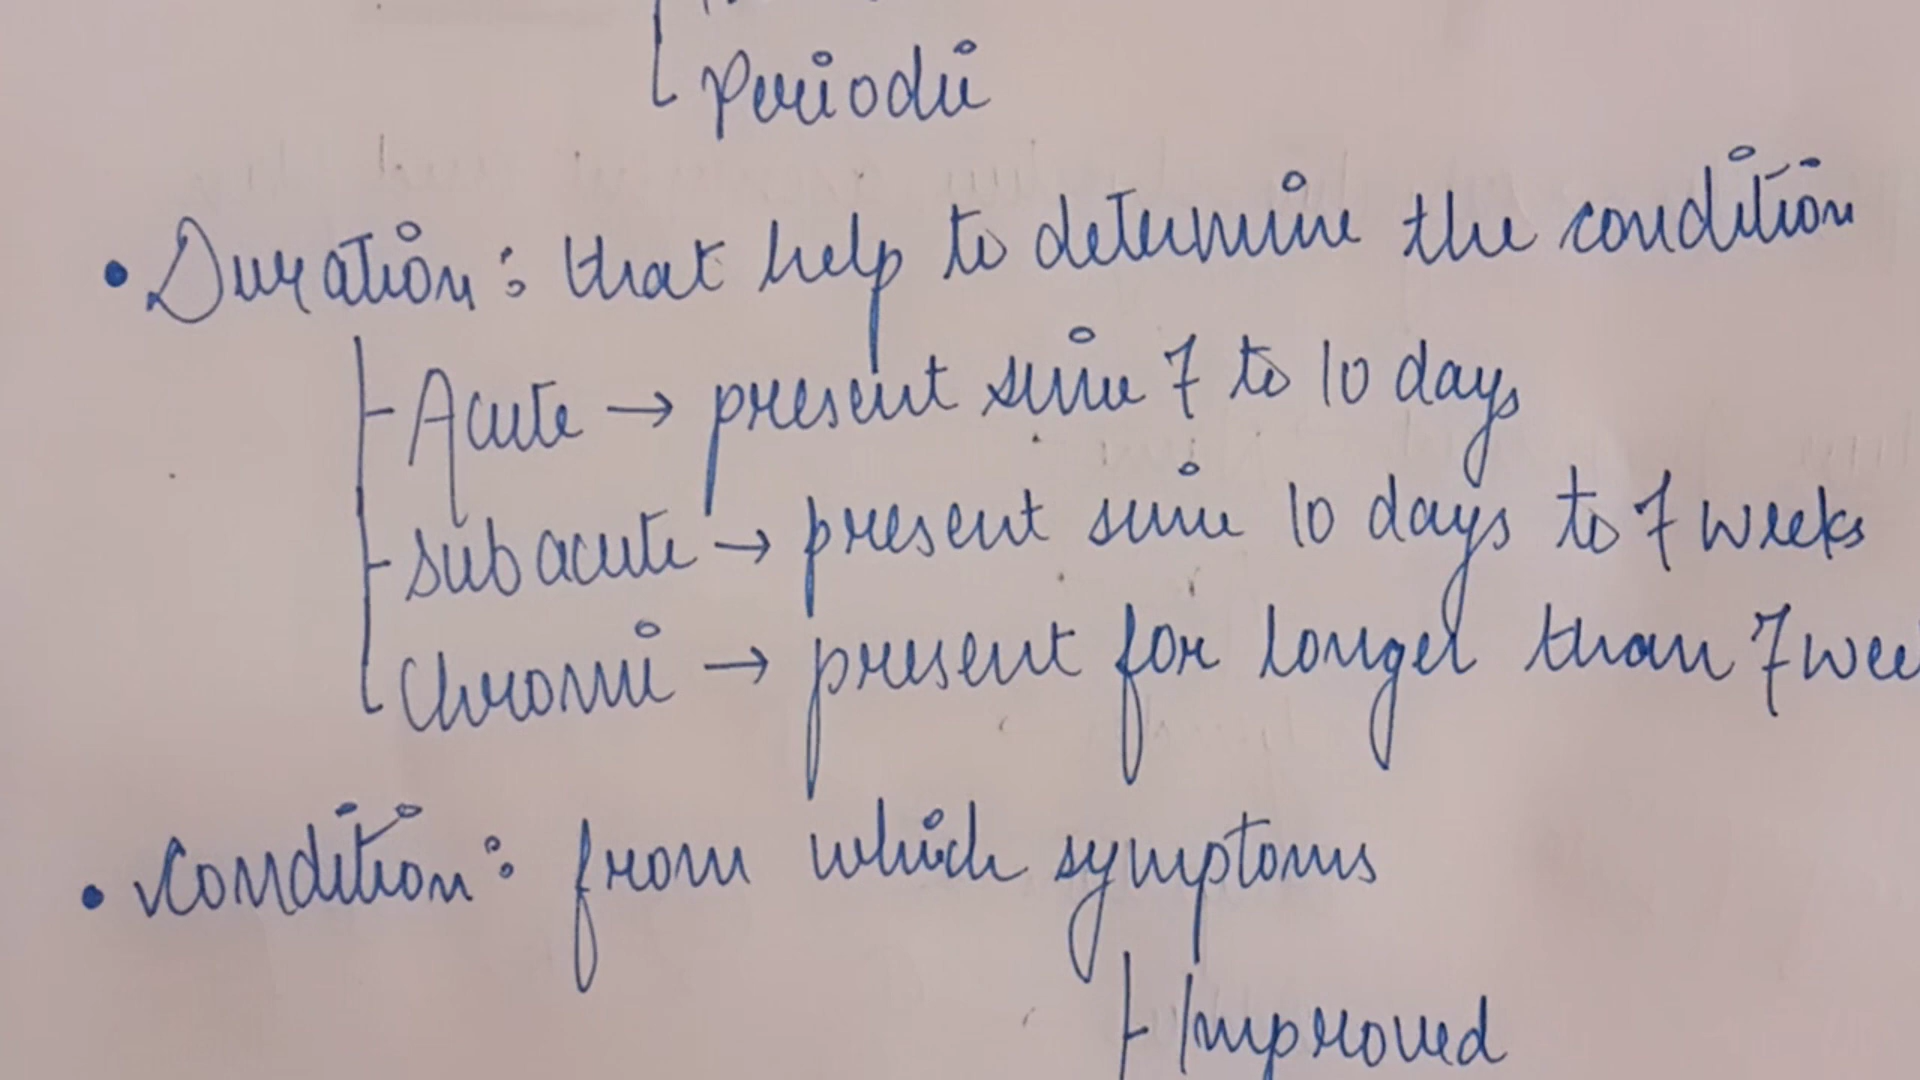 Periodic
• Duration: that help to determine the condition
Acute → present since 7 to 10 days
subacute → present since 10 days to 7 weeks
Chronic → present for longer than 7 wee
• Condition: from which symptoms
Improved